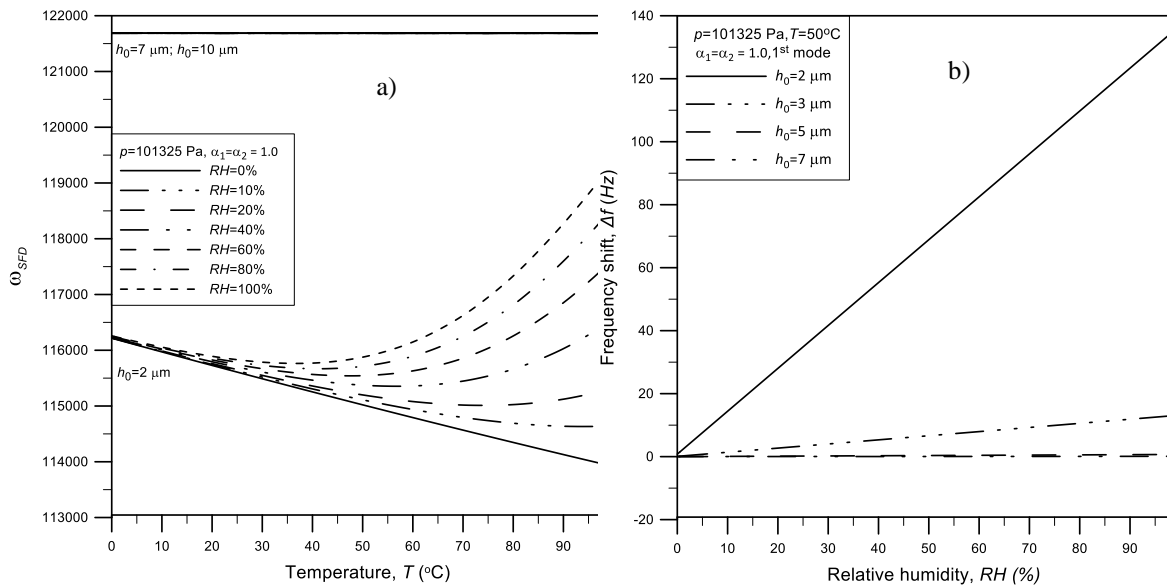 122000
121000
120000
119000
118000
117000
116000
115000
114000
113000
ω_SFD
h₀=7 μm; h₀=10 μm
a)
p=101325 Pa, α₁=α₂ = 1.0
RH=0%
RH=10%
RH=20%
RH=40%
RH=60%
RH=80%
RH=100%
h₀=2 μm
0 10 20 30 40 50 60 70 80 90
Temperature, T (°C)
140
120
100
80
60
40
20
0
-20
Frequency shift, Δf (Hz)
p=101325 Pa,T=50°C
α₁=α₂ = 1.0,1st mode
h₀=2 μm
h₀=3 μm
h₀=5 μm
h₀=7 μm
b)
0 10 20 30 40 50 60 70 80 90
Relative humidity, RH (%)